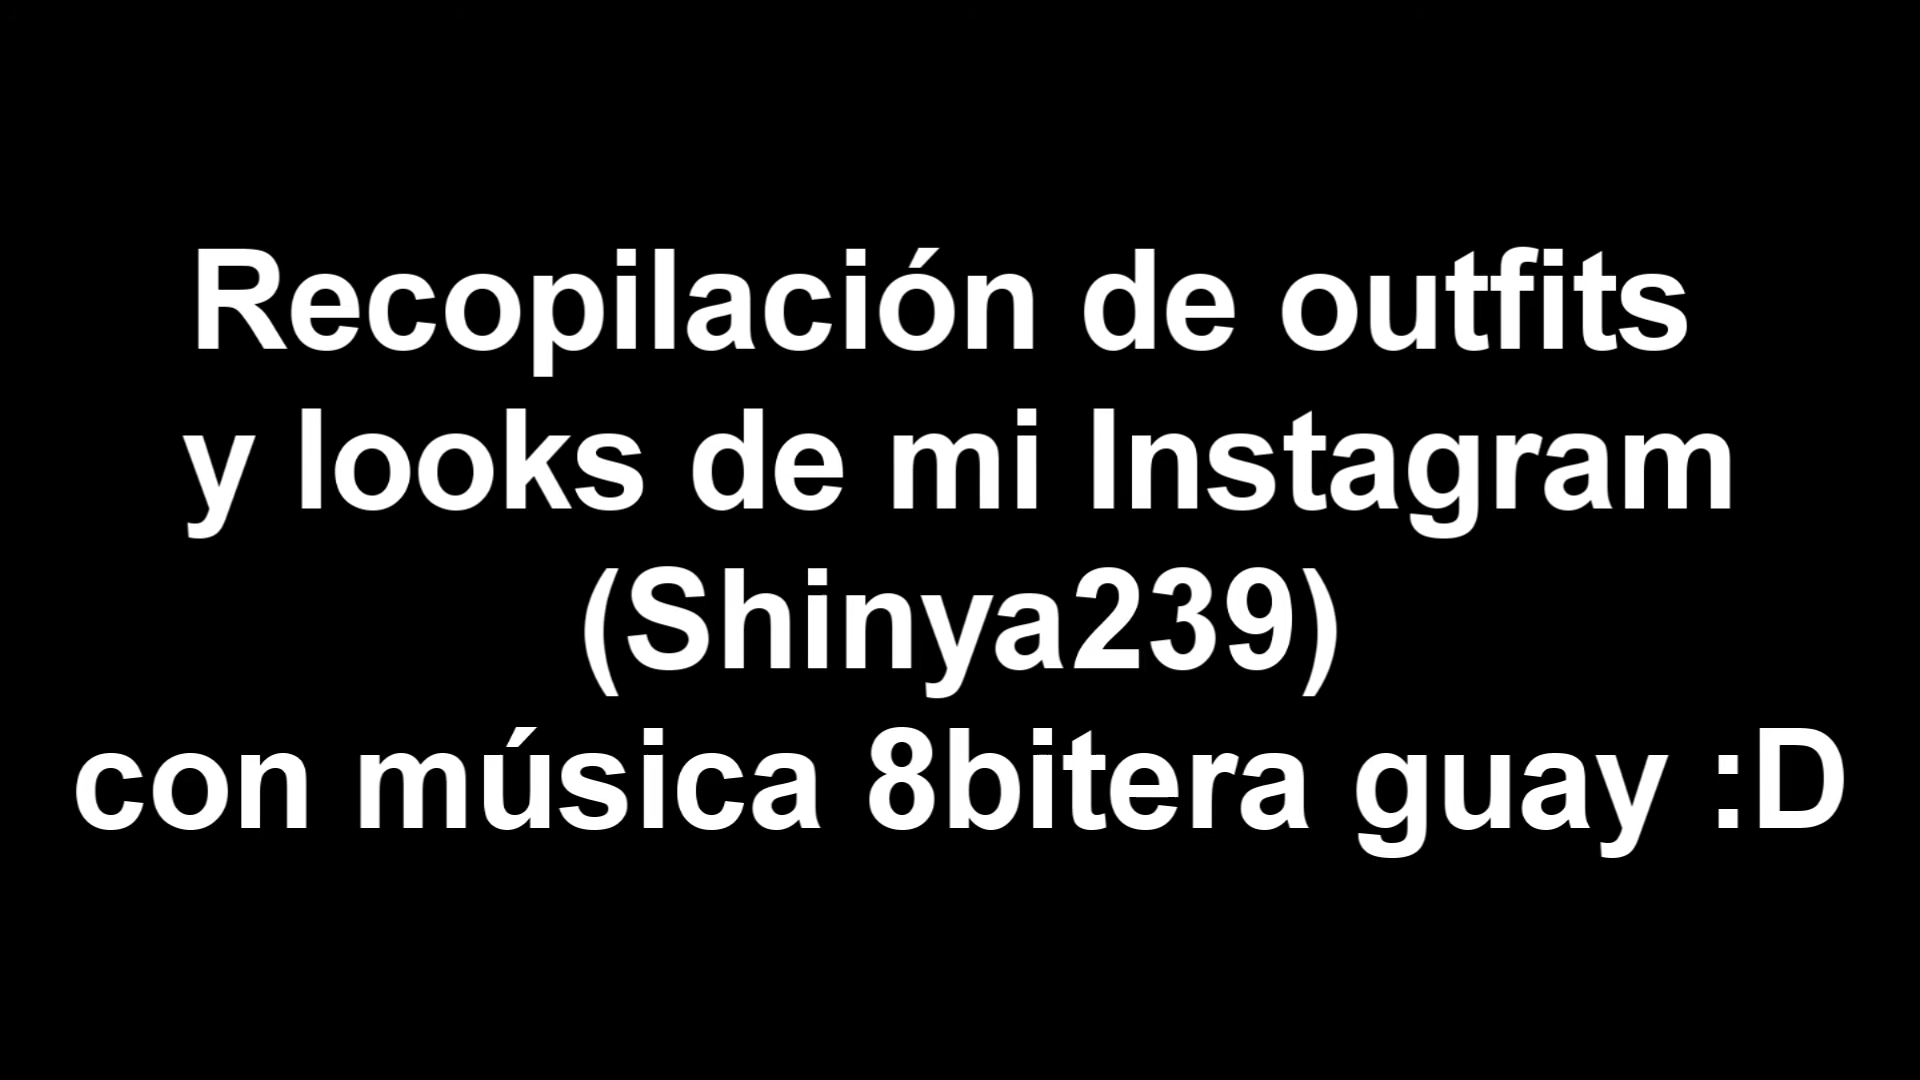 Recopilación de outfits
y looks de mi Instagram
(Shinya239)
con música 8bitera guay :D